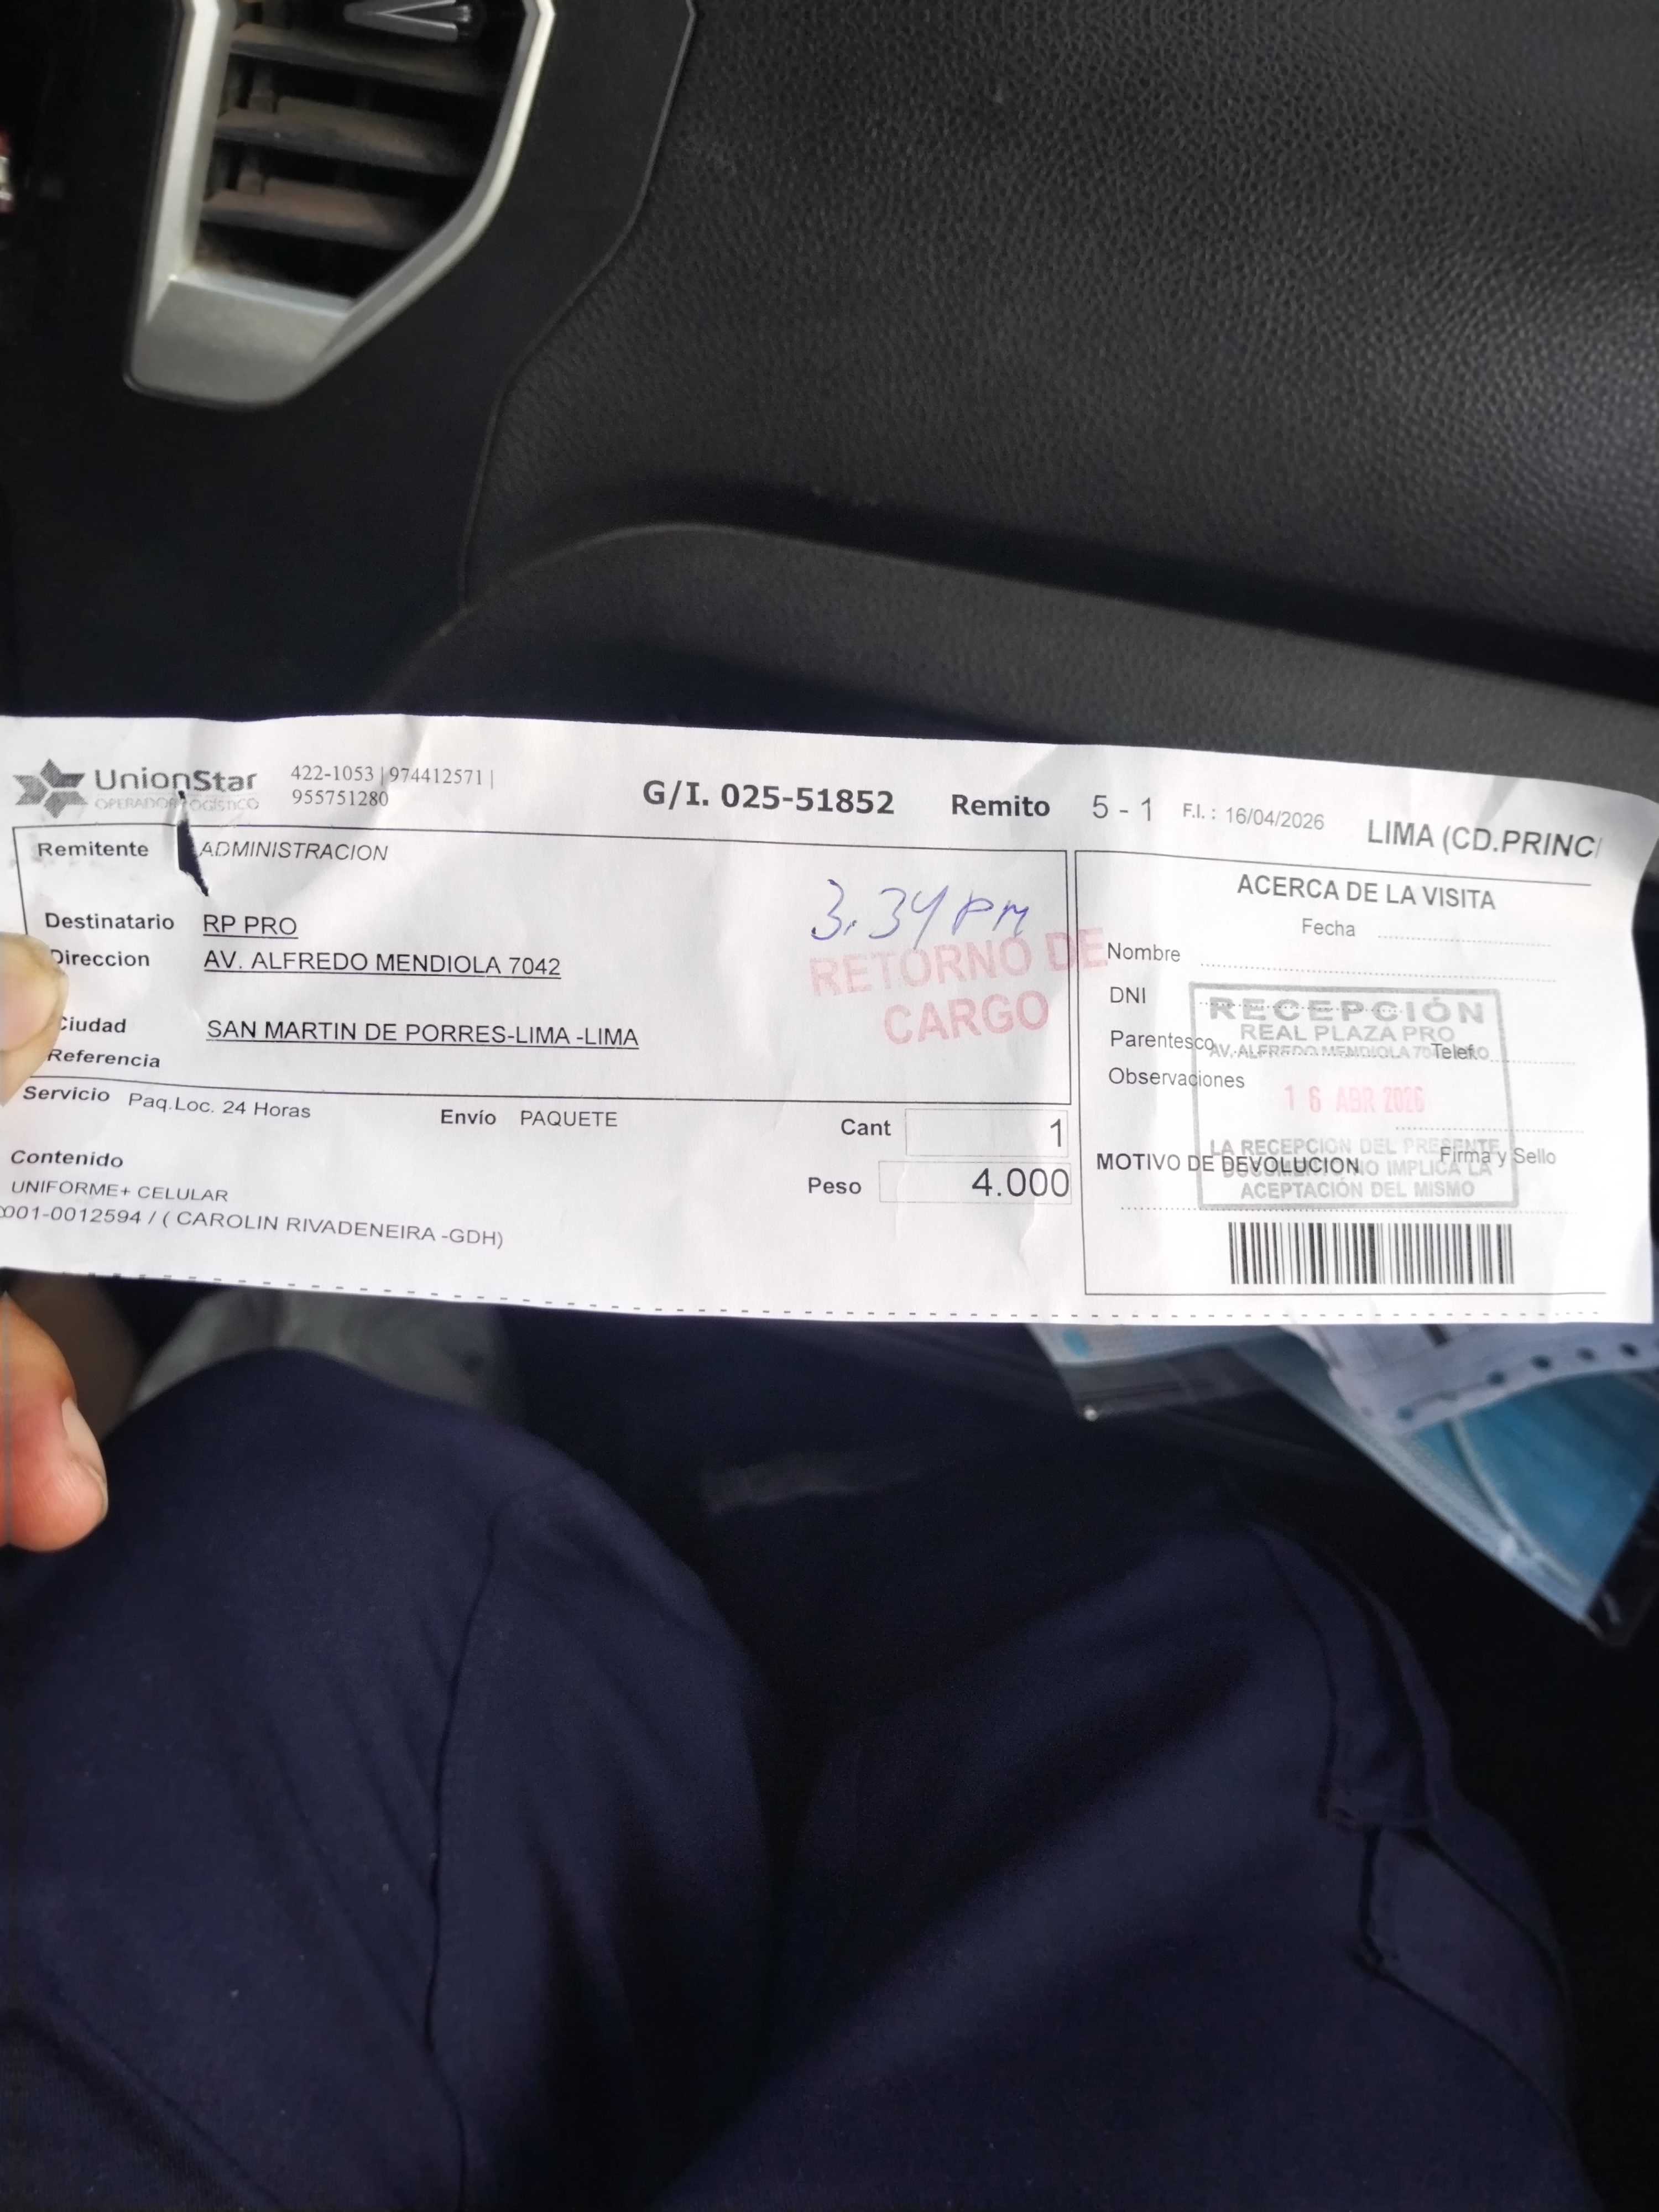 UnionStar
OPERADOR LOGISTICO
422-1053 | 974412571 |
955751280
G/I. 025-51852 Remito 5 - 1 F.I. : 16/04/2026 LIMA (CD.PRINC
Remitente ADMINISTRACION
Destinatario RP PRO
Direccion AV. ALFREDO MENDIOLA 7042
Ciudad SAN MARTIN DE PORRES-LIMA -LIMA
Referencia
3.34 PM
RETORNO DE
CARGO
Servicio Paq.Loc. 24 Horas Envío PAQUETE Cant 1
Peso 4.000
Contenido
UNIFORME+ CELULAR
001-0012594 / ( CAROLIN RIVADENEIRA -GDH)
ACERCA DE LA VISITA
Fecha
Nombre
DNI
Parentesco Telef.
Observaciones
Firma y Sello
MOTIVO DE DEVOLUCION
RECEPCIÓN
REAL PLAZA PRO
AV. ALFREDO MENDIOLA
16 ABR 2026
LA RECEPCION DEL PRESENTE
IMPLICA LA
ACEPTACIÓN DEL MISMO